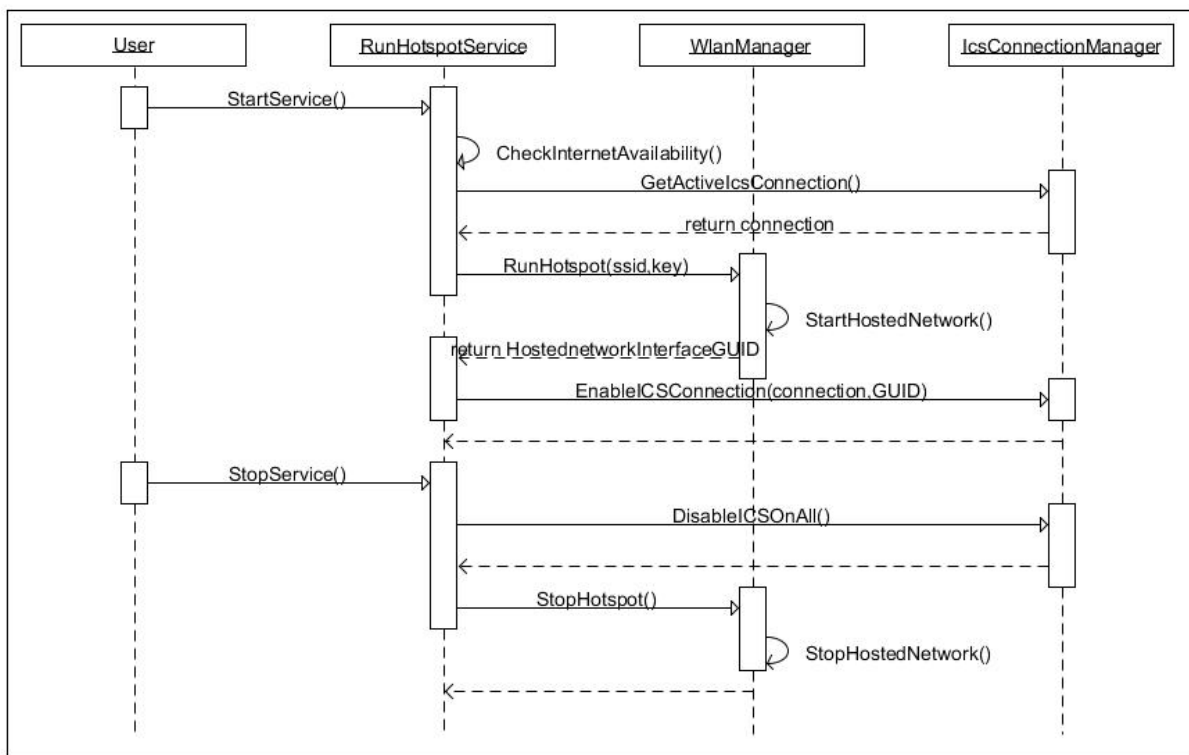 User
RunHotspotService
WlanManager
IcsConnectionManager
StartService()
CheckInternetAvailability()
GetActiveIcsConnection()
return connection
RunHotspot(ssid,key)
StartHostedNetwork()
return HostednetworkInterfaceGUID
EnableICSConnection(connection,GUID)
StopService()
DisableICSOnAll()
StopHotspot()
StopHostedNetwork()